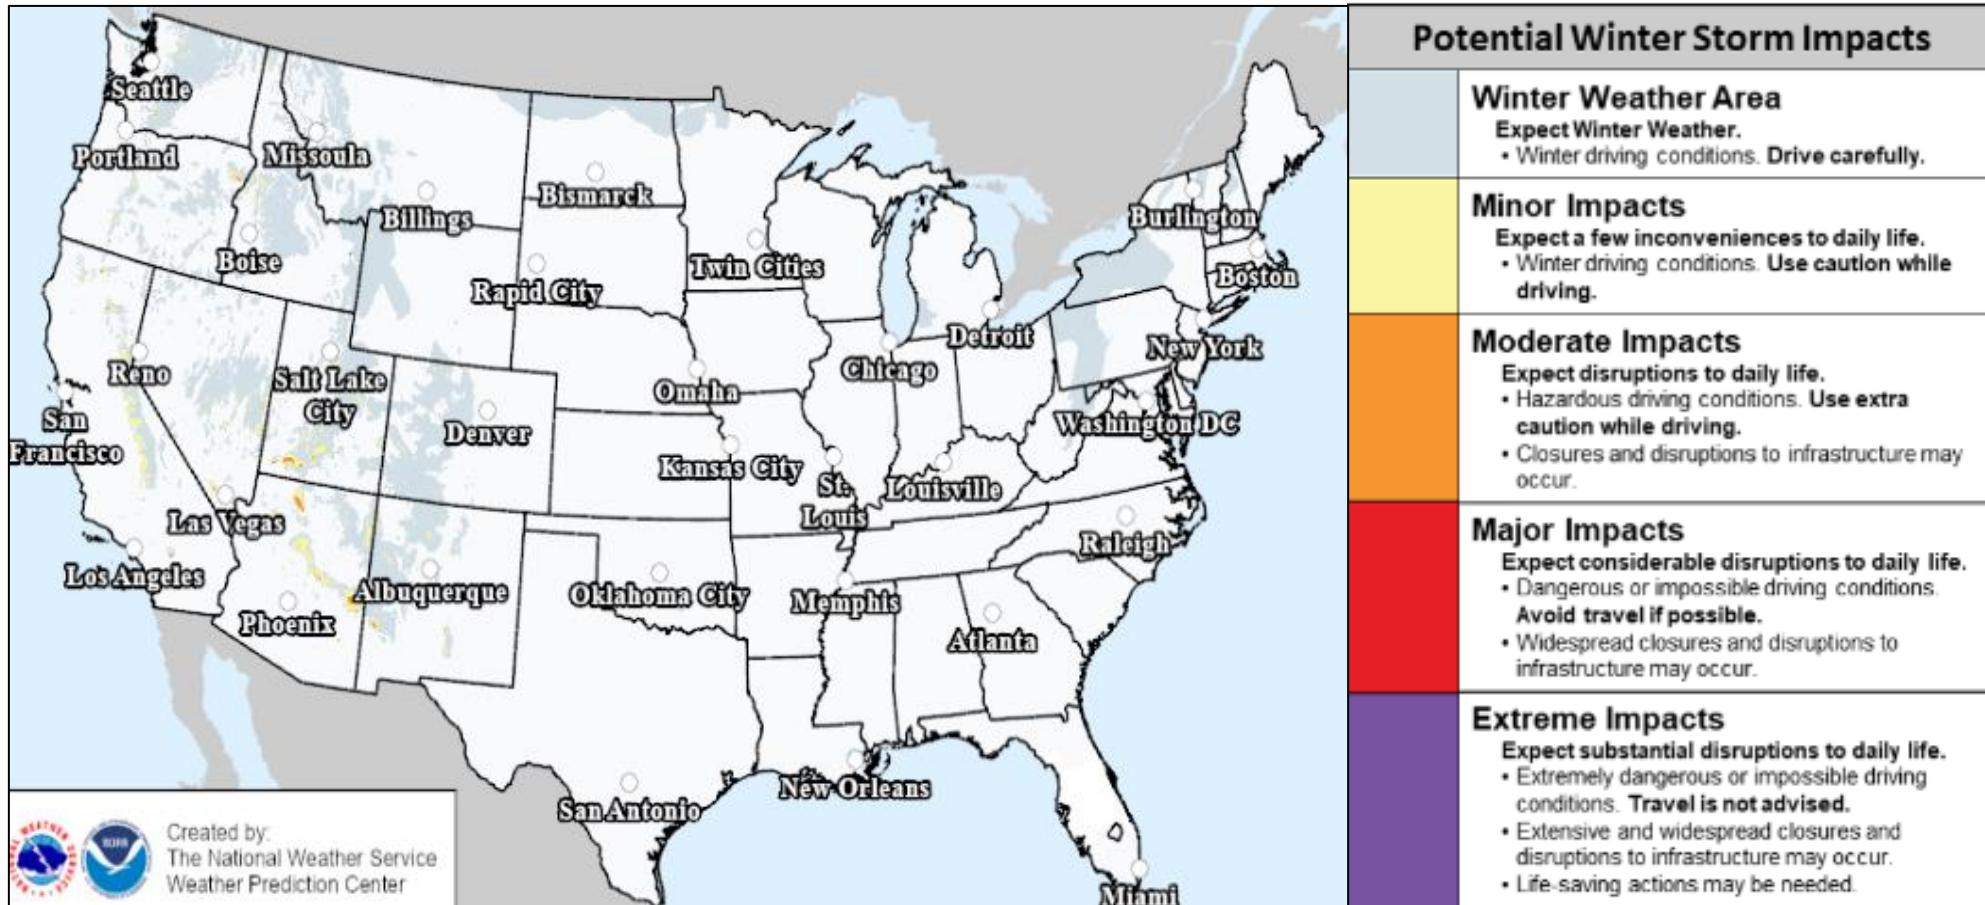 Seattle
Portland
Missoula
Billings
Bismarck
Boise
Rapid City
Twin Cities
Burlington
Boston
Detroit
New York
Reno
Salt Lake
City
Omaha
Chicago
San
Francisco
Denver
Washington DC
Kansas City
St.
Louis
Louisville
Las Vegas
Raleigh
Los Angeles
Albuquerque
Oklahoma City
Memphis
Phoenix
Atlanta
San Antonio
New Orleans
Miami
Created by:
The National Weather Service
Weather Prediction Center
Potential Winter Storm Impacts
Winter Weather Area
Expect Winter Weather.
• Winter driving conditions. Drive carefully.
Minor Impacts
Expect a few inconveniences to daily life.
• Winter driving conditions. Use caution while
driving.
Moderate Impacts
Expect disruptions to daily life.
• Hazardous driving conditions. Use extra
caution while driving.
• Closures and disruptions to infrastructure may
occur.
Major Impacts
Expect considerable disruptions to daily life.
• Dangerous or impossible driving conditions.
Avoid travel if possible.
• Widespread closures and disruptions to
infrastructure may occur.
Extreme Impacts
Expect substantial disruptions to daily life.
• Extremely dangerous or impossible driving
conditions. Travel is not advised.
• Extensive and widespread closures and
disruptions to infrastructure may occur.
• Life-saving actions may be needed.